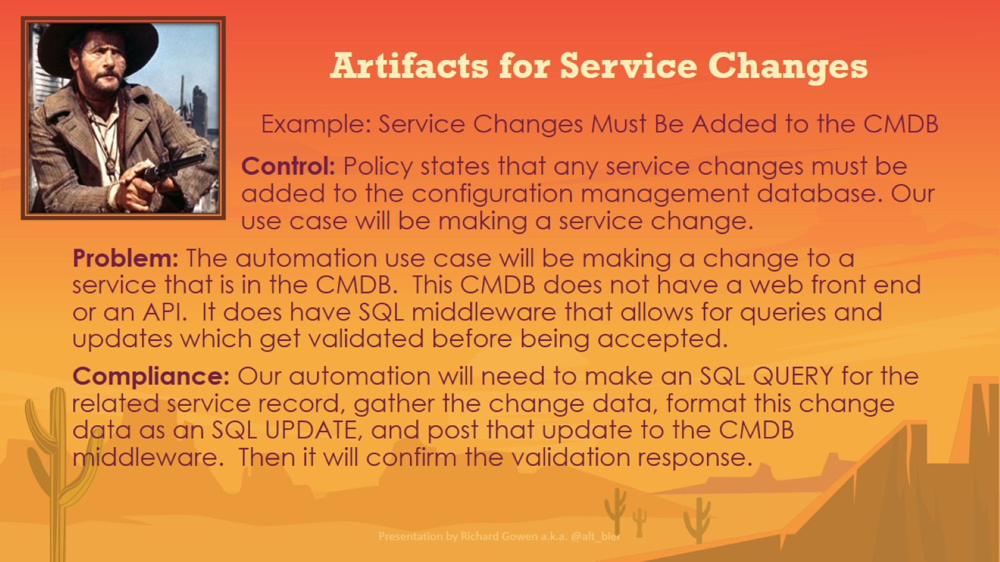 Artifacts for Service Changes
Example: Service Changes Must Be Added to the CMDB
Control: Policy states that any service changes must be
added to the configuration management database. Our
use case will be making a service change.
Problem: The automation use case will be making a change to a
service that is in the CMDB.  This CMDB does not have a web front end
or an API.  It does have SQL middleware that allows for queries and
updates which get validated before being accepted.
Compliance: Our automation will need to make an SQL QUERY for the
related service record, gather the change data, format this change
data as an SQL UPDATE, and post that update to the CMDB
middleware.  Then it will confirm the validation response.
Presentation by Richard Gowen a.k.a. @alt_bier